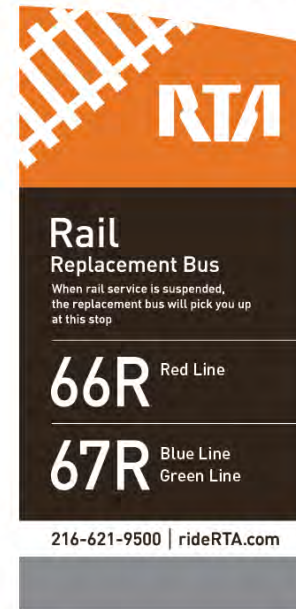 RTA
Rail
Replacement Bus
When rail service is suspended,
the replacement bus will pick you up
at this stop
66R Red Line
67R Blue Line
Green Line
216-621-9500 | rideRTA.com